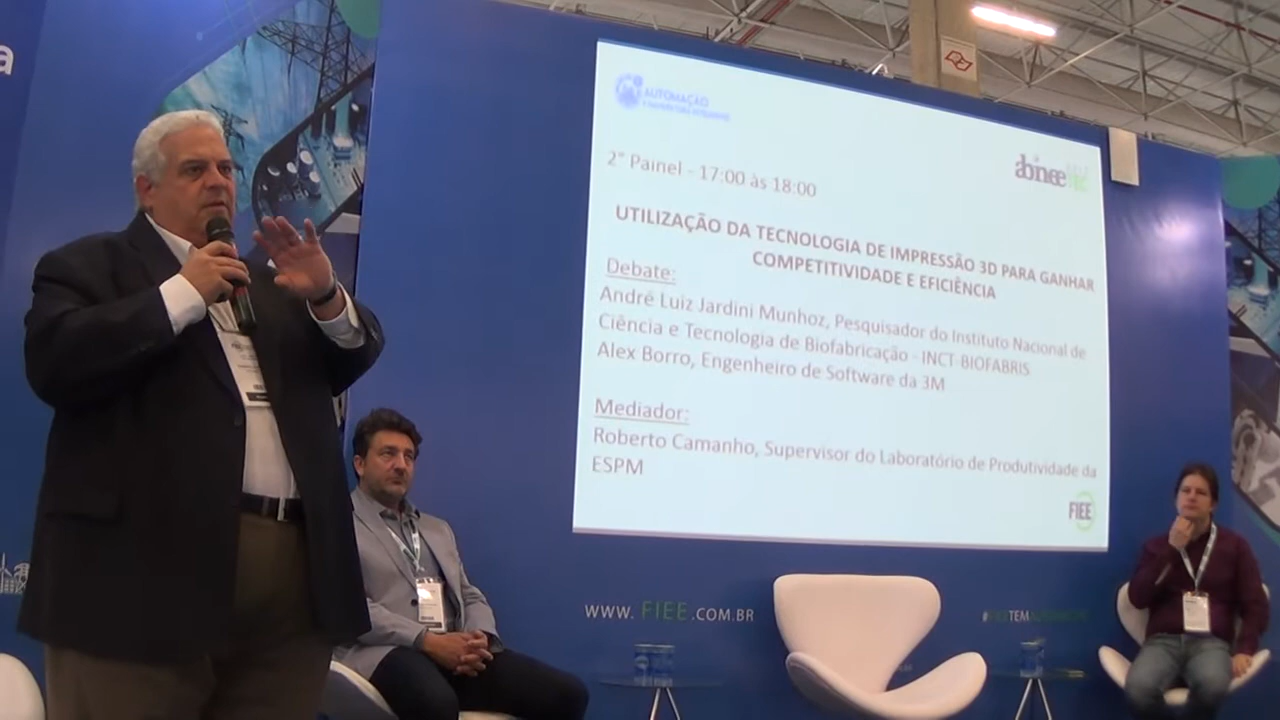 a
AUTOMAÇÃO
abinee
TEC
2° Painel - 17:00 às 18:00
UTILIZAÇÃO DA TECNOLOGIA DE IMPRESSÃO 3D PARA GANHAR
COMPETITIVIDADE E EFICIÊNCIA
Debate:
André Luiz Jardini Munhoz, Pesquisador do Instituto Nacional de
Ciência e Tecnologia de Biofabricação - INCT-BIOFABRIS
Alex Borro, Engenheiro de Software da 3M
Mediador:
Roberto Camanho, Supervisor do Laboratório de Produtividade da
ESPM
FIEE
WWW. FIEE.COM.BR